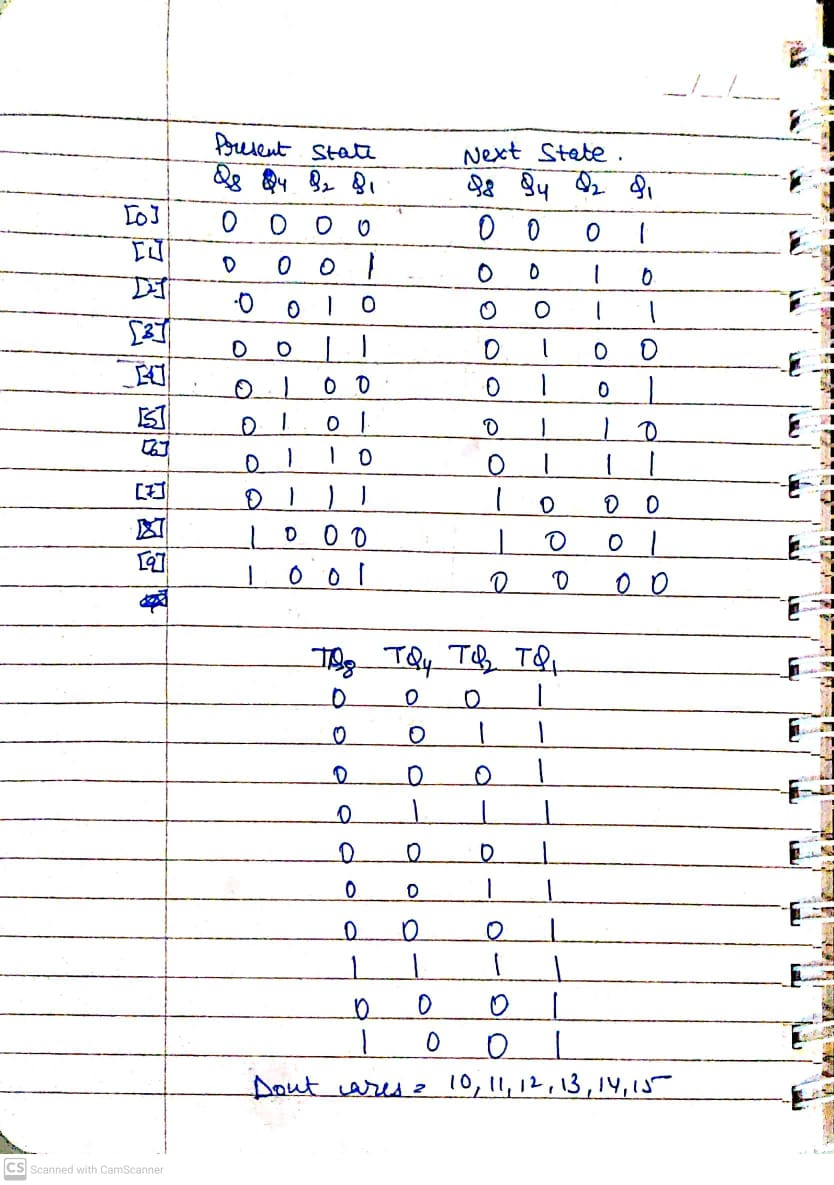 Present State Next State.
Q8 Q4 Q2 Q1 Q8 Q4 Q2 Q1
[0] 0 0 0 0 0 0 0 1
[1] 0 0 0 1 0 0 1 0
[2] 0 0 1 0 0 0 1 1
[3] 0 0 1 1 0 1 0 0
[4] 0 1 0 0 0 1 0 1
[5] 0 1 0 1 0 1 1 0
[6] 0 1 1 0 0 1 1 1
[7] 0 1 1 1 1 0 0 0
[8] 1 0 0 0 1 0 0 1
[9] 1 0 0 1 0 0 0 0
TQ8 TQ4 TQ2 TQ1
0 0 0 1
0 0 1 1
0 0 0 1
0 1 1 1
0 0 0 1
0 0 1 1
0 0 0 1
1 1 1 1
0 0 0 1
1 0 0 1
Dont cares = 10, 11, 12, 13, 14, 15
CS Scanned with CamScanner